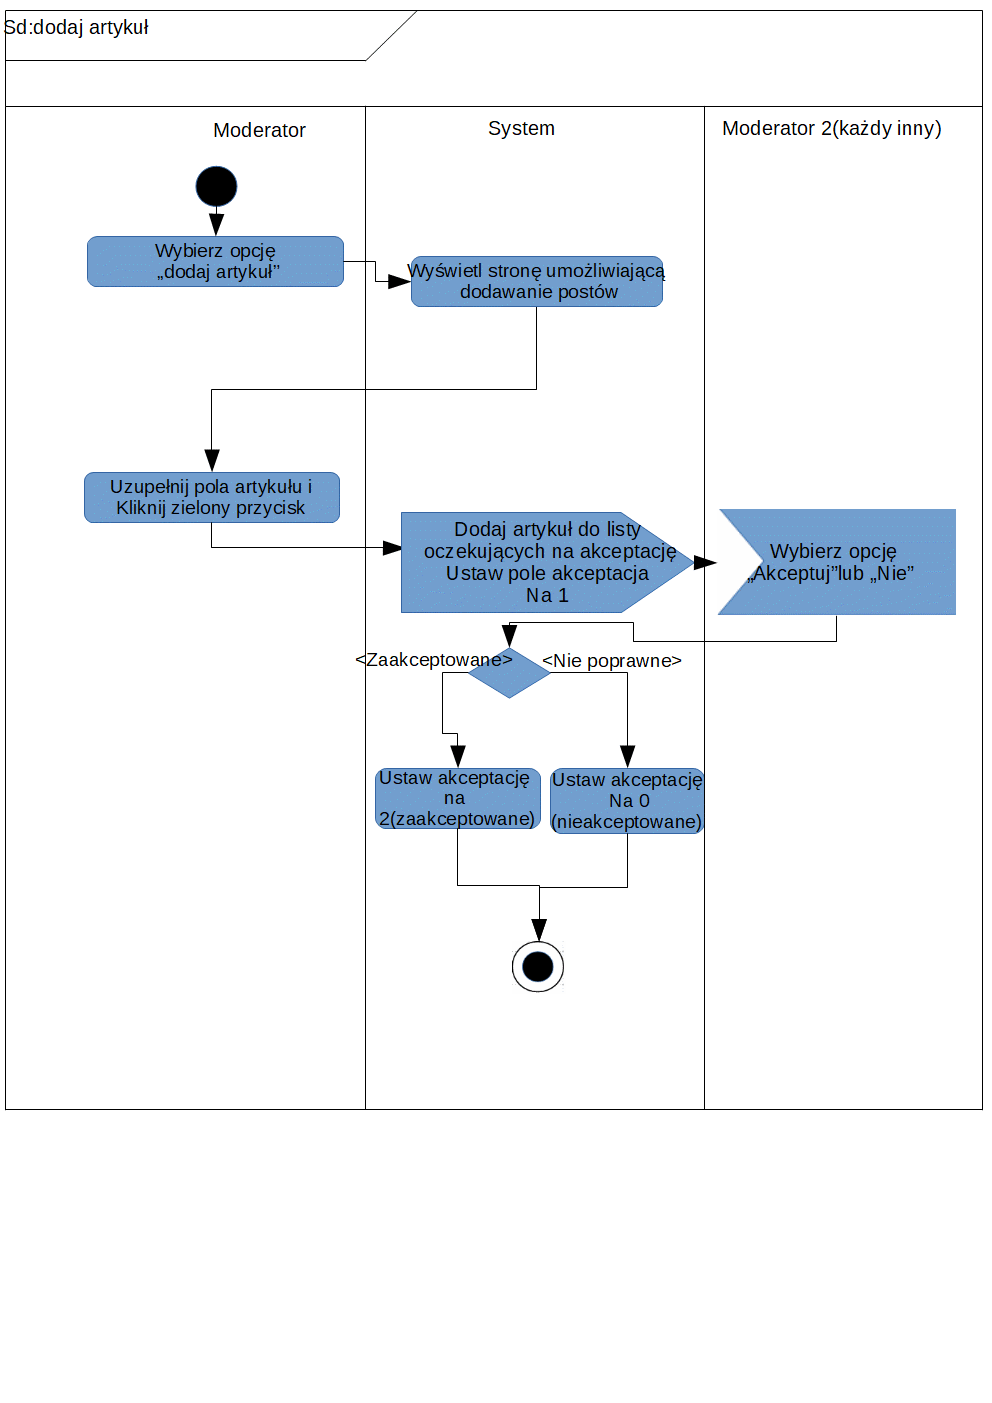 Sd:dodaj artykuł
Moderator
System
Moderator 2(każdy inny)
Wybierz opcję
„dodaj artykuł”
Wyświetl stronę umożliwiającą
dodawanie postów
Uzupełnij pola artykułu i
Kliknij zielony przycisk
Dodaj artykuł do listy
oczekujących na akceptację
Ustaw pole akceptacja
Na 1
Wybierz opcję
„Akceptuj”lub „Nie”
<Zaakceptowane>
<Nie poprawne>
Ustaw akceptację
na
2(zaakceptowane)
Ustaw akceptację
Na 0
(nieakceptowane)